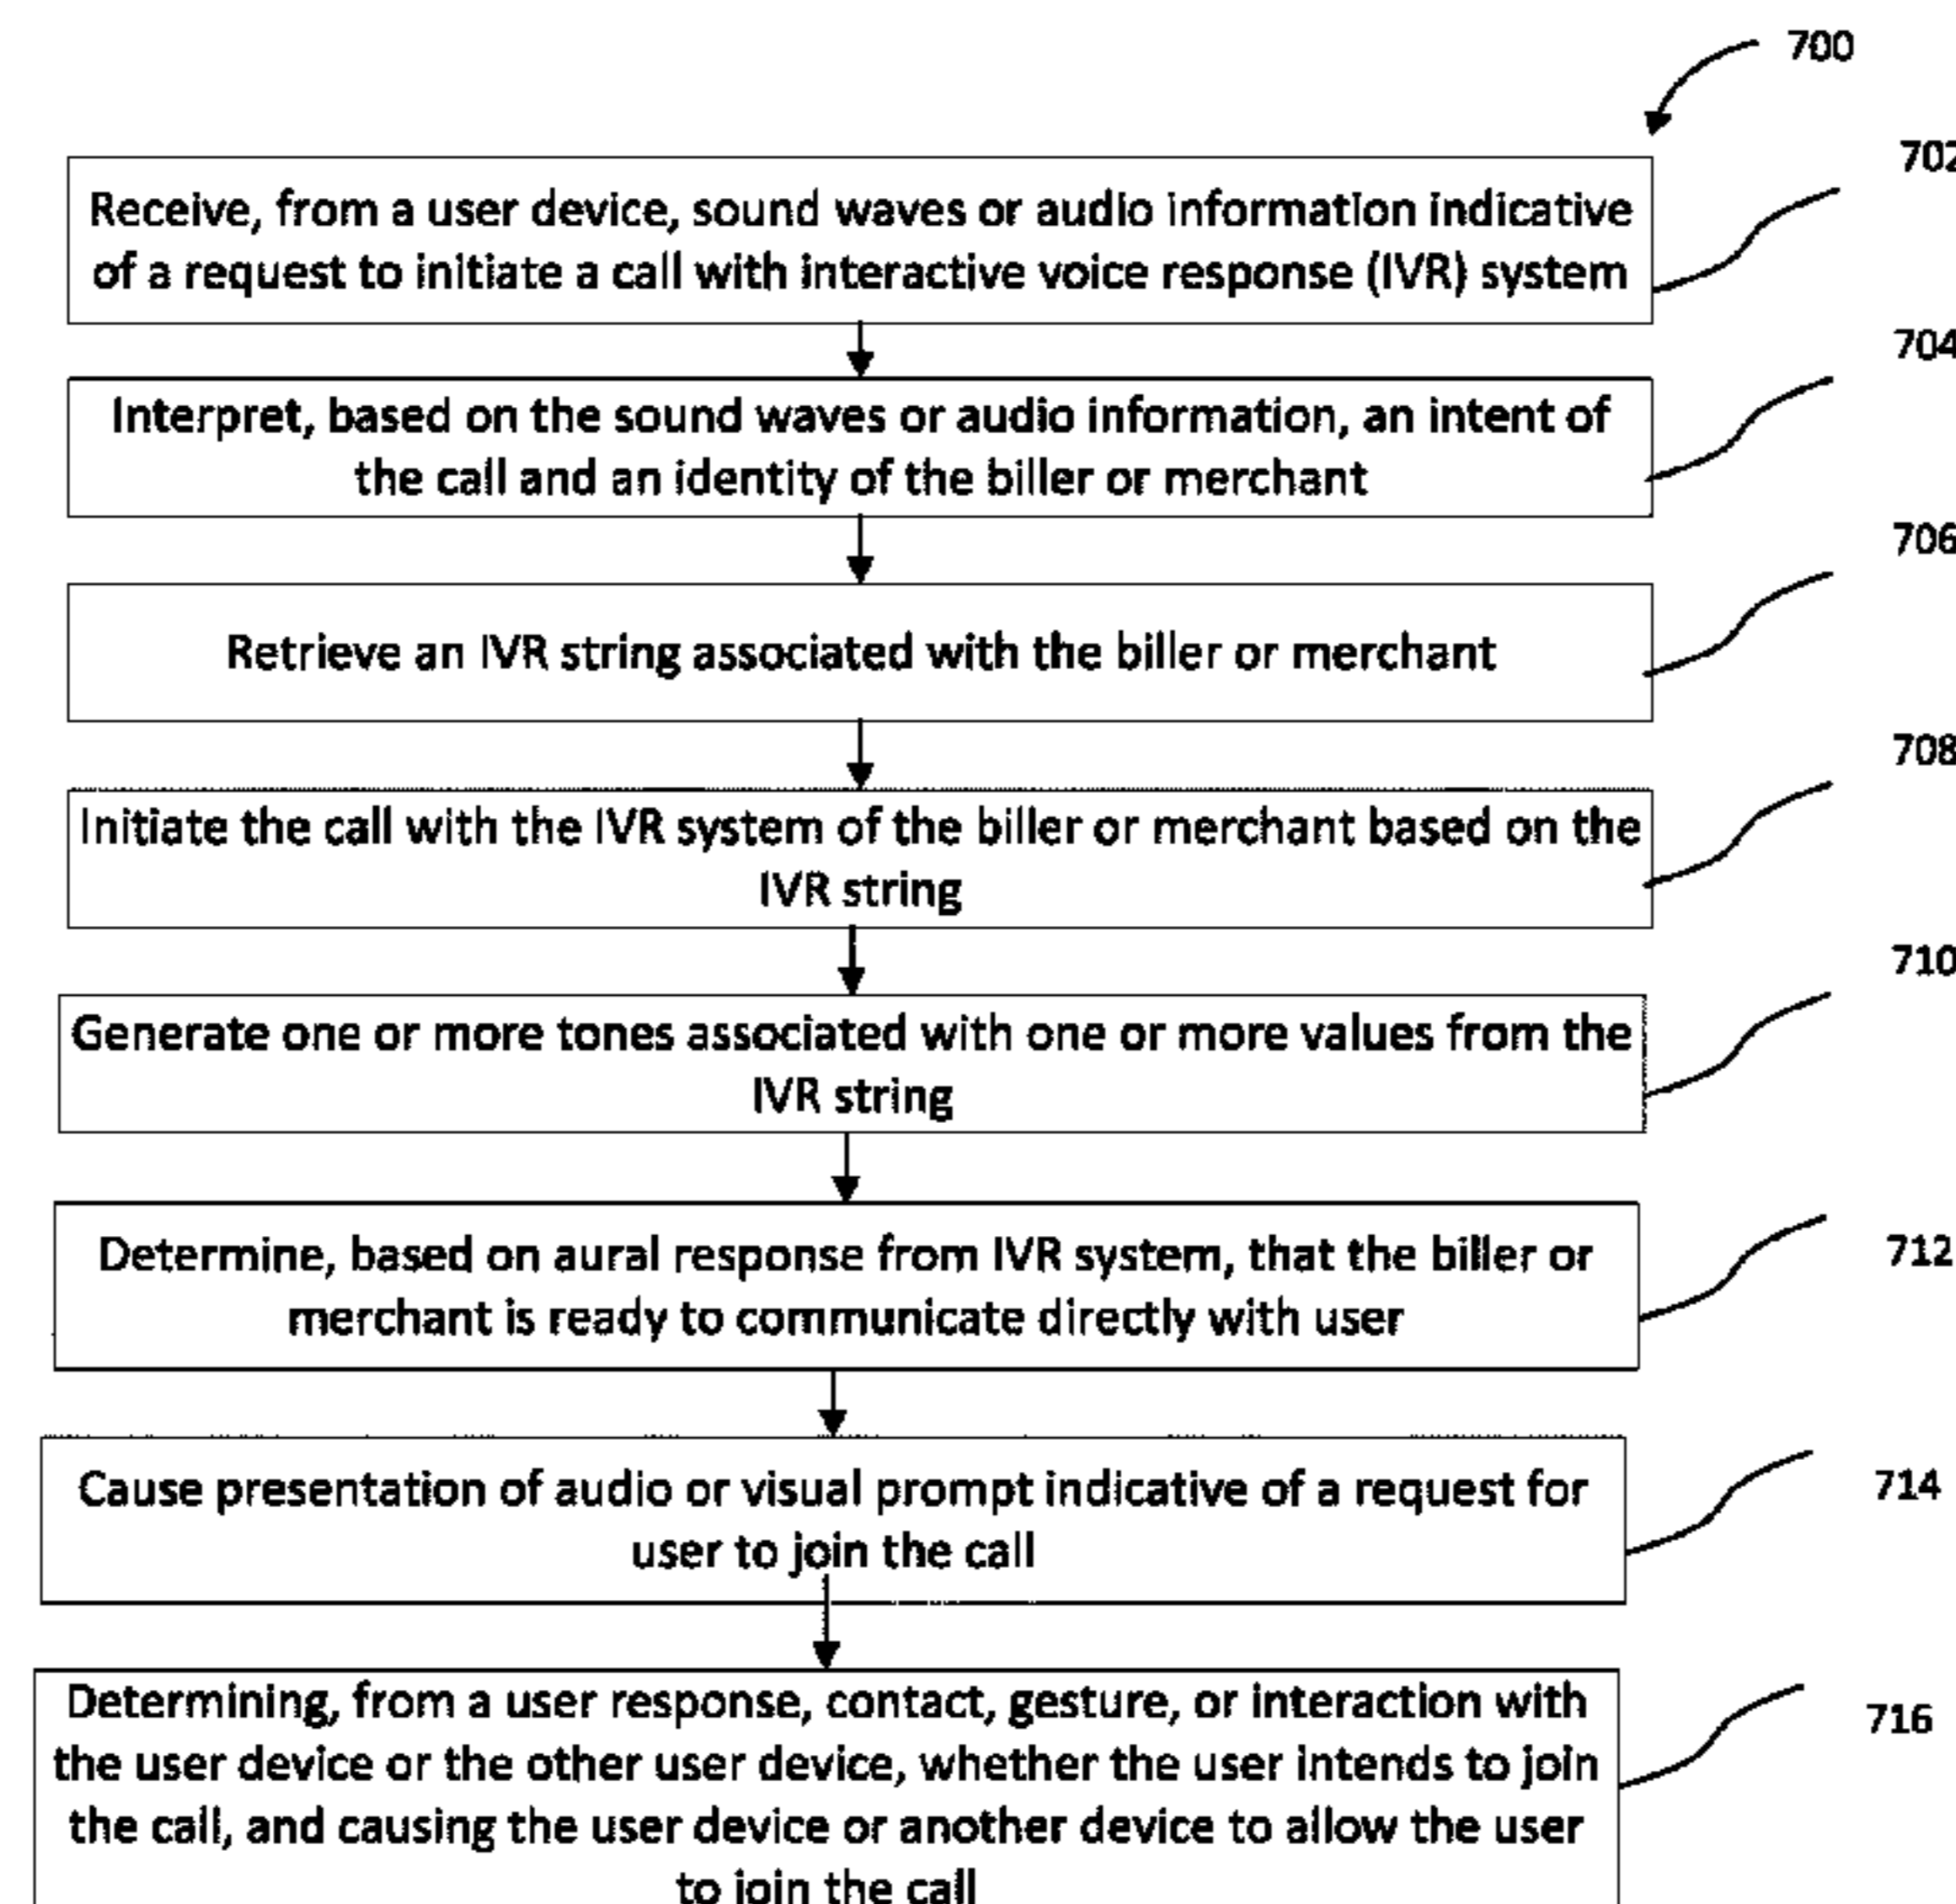 700
702
Receive, from a user device, sound waves or audio information indicative
of a request to initiate a call with interactive voice response (IVR) system
704
Interpret, based on the sound waves or audio information, an intent of
the call and an identity of the biller or merchant
706
Retrieve an IVR string associated with the biller or merchant
708
Initiate the call with the IVR system of the biller or merchant based on the
IVR string
710
Generate one or more tones associated with one or more values from the
IVR string
712
Determine, based on aural response from IVR system, that the biller or
merchant is ready to communicate directly with user
714
Cause presentation of audio or visual prompt indicative of a request for
user to join the call
716
Determining, from a user response, contact, gesture, or interaction with
the user device or the other user device, whether the user intends to join
the call, and causing the user device or another device to allow the user
to join the call